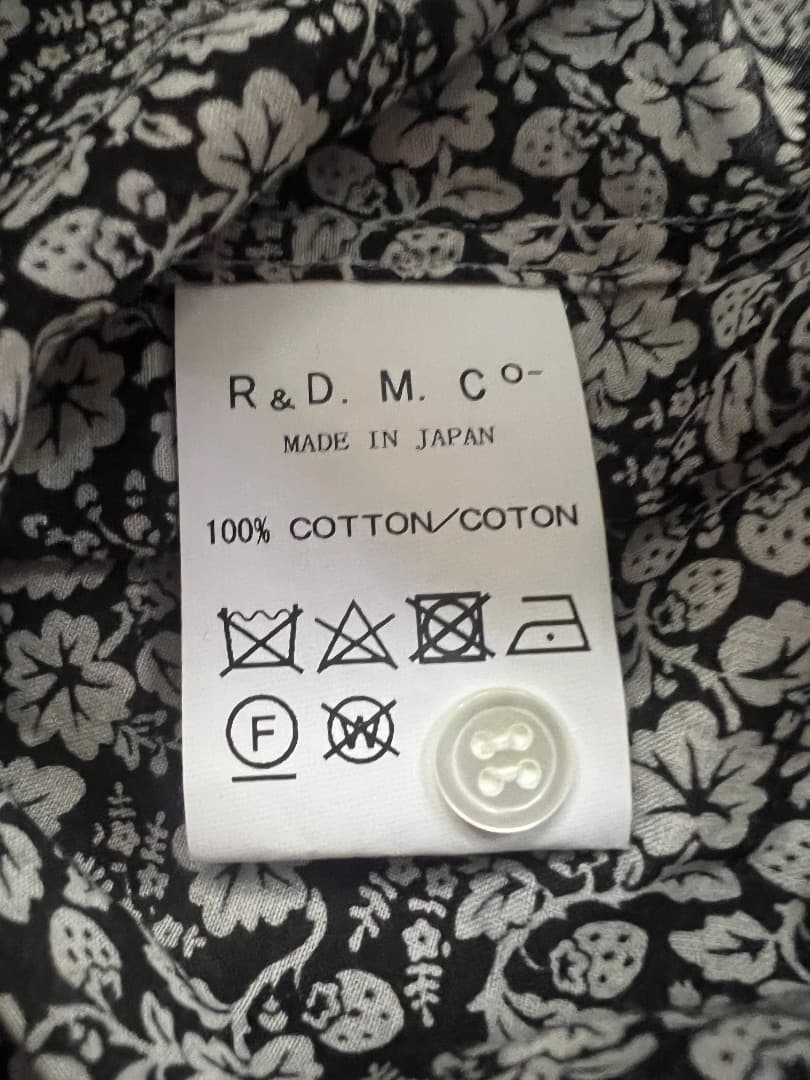 R & D. M. Co-
MADE IN JAPAN
100% COTTON/COTON
F W